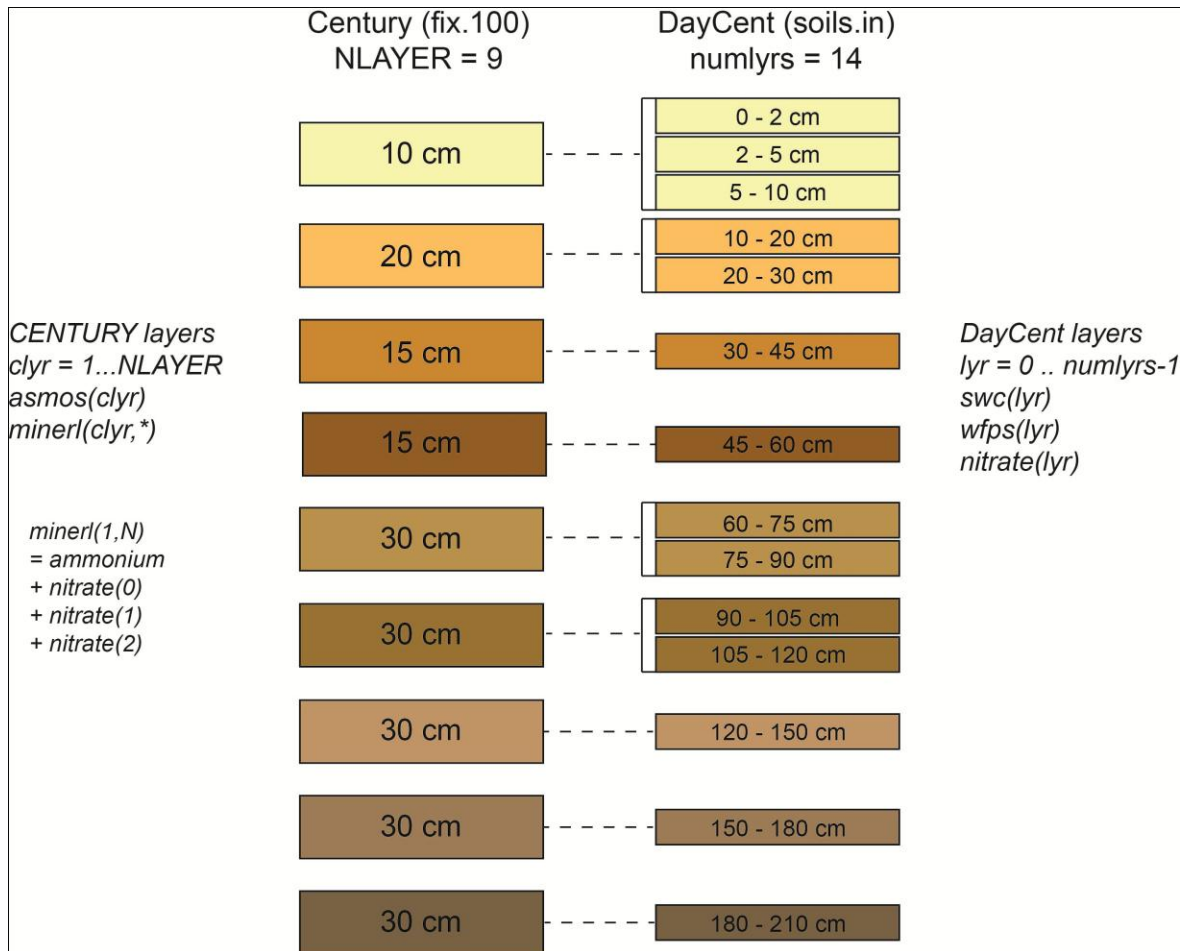 Century (fix.100)
NLAYER = 9
DayCent (soils.in)
numlyrs = 14
10 cm
0 - 2 cm
2 - 5 cm
5 - 10 cm
20 cm
10 - 20 cm
20 - 30 cm
CENTURY layers
clyr = 1...NLAYER
asmos(clyr)
minerl(clyr,*)
15 cm
30 - 45 cm
DayCent layers
lyr = 0 .. numlyrs-1
swc(lyr)
wfps(lyr)
nitrate(lyr)
15 cm
45 - 60 cm
minerl(1,N)
= ammonium
+ nitrate(0)
+ nitrate(1)
+ nitrate(2)
30 cm
60 - 75 cm
75 - 90 cm
30 cm
90 - 105 cm
105 - 120 cm
30 cm
120 - 150 cm
30 cm
150 - 180 cm
30 cm
180 - 210 cm